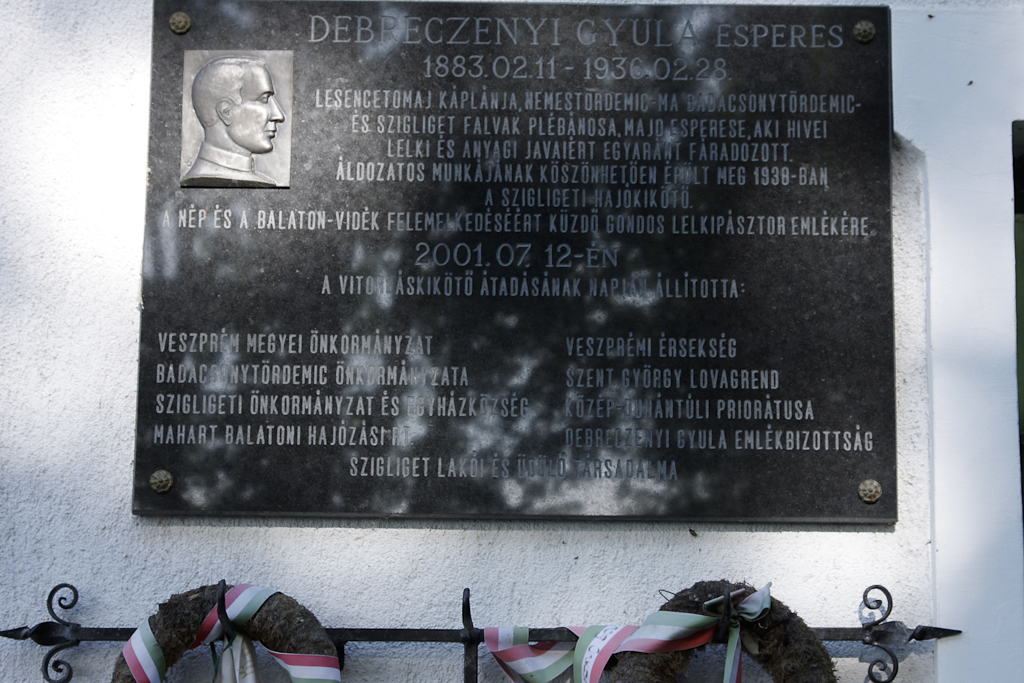 DEBRECZENYI GYULA ESPERES
1883.02.11 - 1936.02.28.
LESENCETOMAJ KÁPLÁNJA, NEMESTÖRDEMIC-MA BADACSONYTÖRDEMIC-
ÉS SZIGLIGET FALVAK PLÉBÁNOSA, MAJD ESPERESE, AKI HIVEI
LELKI ÉS ANYAGI JAVAIÉRT EGYARÁNT FÁRADOZOTT.
ÁLDOZATOS MUNKÁJÁNAK KÖSZÖNHETŐEN ÉPÜLT MEG 1938-BAN
A SZIGLIGETI HAJÓKIKÖTŐ.
A NÉP ÉS A BALATON-VIDÉK FELEMELKEDÉSÉÉRT KÜZDŐ GONDOS LELKIPÁSZTOR EMLÉKÉRE
2001.07. 12-ÉN
A VITORLÁSKIKÖTŐ ÁTADÁSÁNAK NAPJÁN ÁLLÍTOTTA:
VESZPRÉM MEGYEI ÖNKORMÁNYZAT
BADACSONYTÖRDEMIC ÖNKORMÁNYZATA
SZIGLIGETI ÖNKORMÁNYZAT ÉS EGYHÁZKÖZSÉG
MAHART BALATONI HAJÓZÁSI RT.
VESZPRÉMI ÉRSEKSÉG
SZENT GYÖRGY LOVAGREND
KÖZÉP-DUNÁNTÚLI PRIORÁTUSA
DEBRECZENYI GYULA EMLÉKBIZOTTSÁG
SZIGLIGET LAKÓI ÉS ÜDÜLŐ TÁRSADALMA